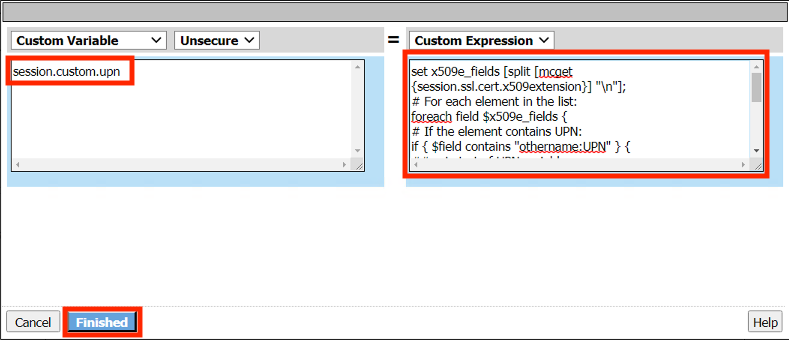 Custom Variable Unsecure = Custom Expression
session.custom.upn
set x509e_fields [split [mcget
{session.ssl.cert.x509extension}] "\n"];
# For each element in the list:
foreach field $x509e_fields {
# If the element contains UPN:
if { $field contains "othername:UPN" } {
Cancel Finished Help